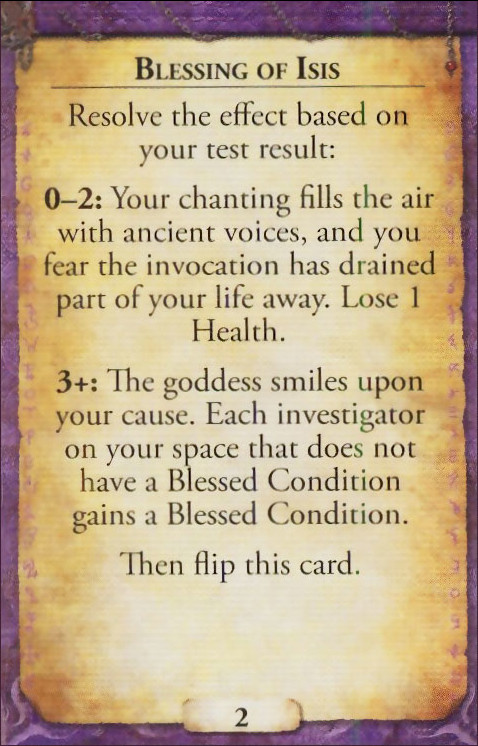 BLESSING OF ISIS
Resolve the effect based on
your test result:
0–2: Your chanting fills the air
with ancient voices, and you
fear the invocation has drained
part of your life away. Lose 1
Health.
3+: The goddess smiles upon
your cause. Each investigator
on your space that does not
have a Blessed Condition
gains a Blessed Condition.
Then flip this card.
2